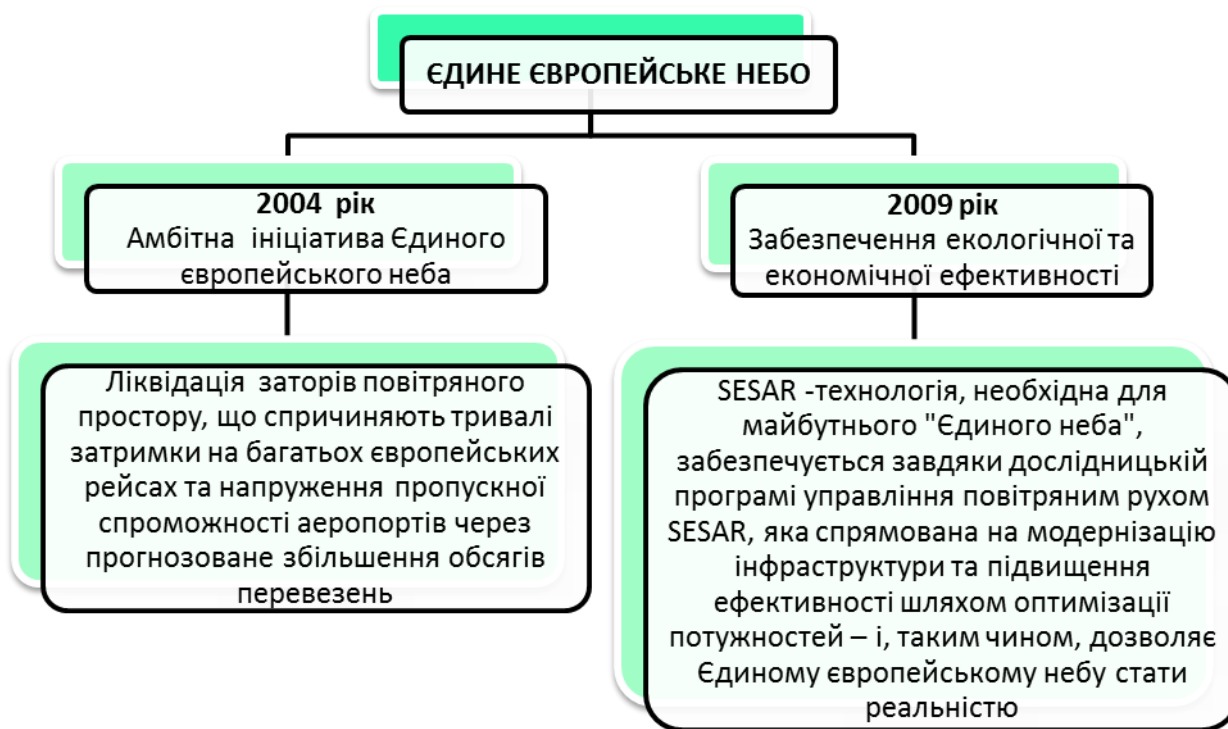 ЄДИНЕ ЄВРОПЕЙСЬКЕ НЕБО
2004 рік
Амбітна ініціатива Єдиного
європейського неба
2009 рік
Забезпечення екологічної та
економічної ефективності
Ліквідація заторів повітряного
простору, що спричиняють тривалі
затримки на багатьох європейських
рейсах та напруження пропускної
спроможності аеропортів через
прогнозоване збільшення обсягів
перевезень
SESAR -технологія, необхідна для
майбутнього "Єдиного неба",
забезпечується завдяки дослідницькій
програмі управління повітряним рухом
SESAR, яка спрямована на модернізацію
інфраструктури та підвищення
ефективності шляхом оптимізації
потужностей – і, таким чином, дозволяє
Єдиному європейському небу стати
реальністю